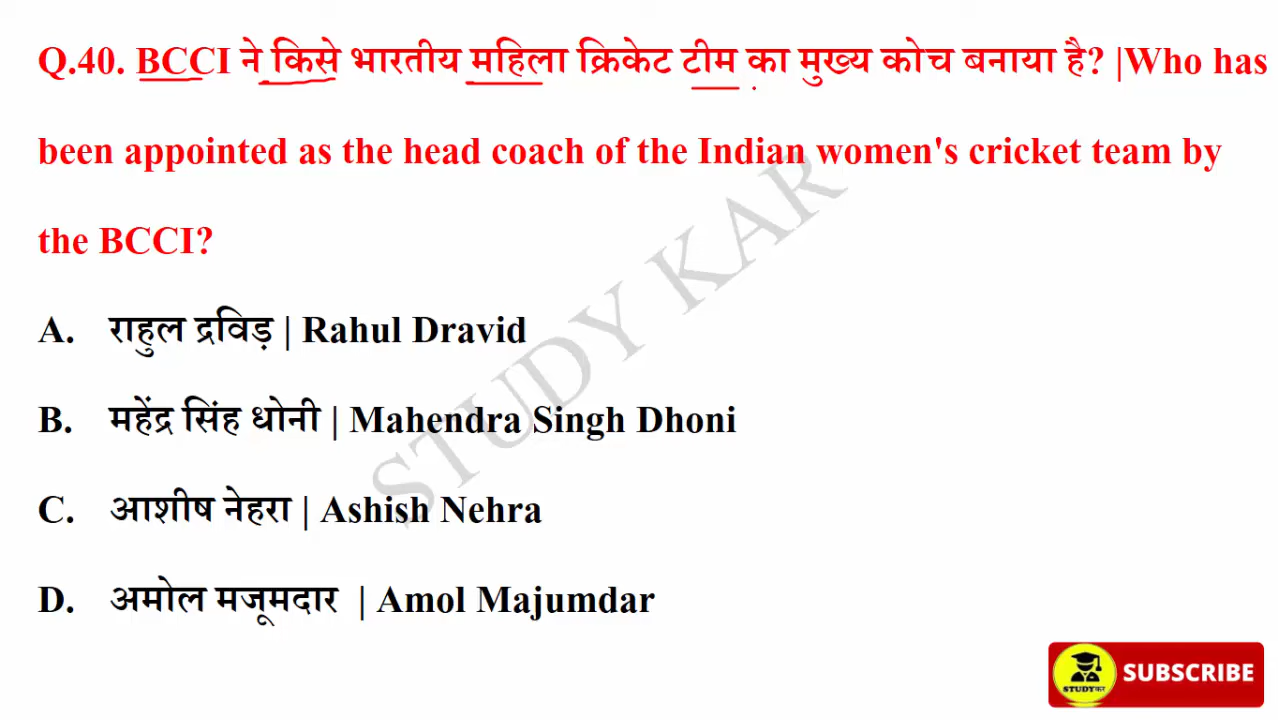 Q.40. BCCI ने किसे भारतीय महिला क्रिकेट टीम का मुख्य कोच बनाया है? |Who has
been appointed as the head coach of the Indian women's cricket team by
the BCCI?
A. राहुल द्रविड़ | Rahul Dravid
B. महेंद्र सिंह धोनी | Mahendra Singh Dhoni
C. आशीष नेहरा | Ashish Nehra
D. अमोल मजूमदार | Amol Majumdar
STUDY KAR
STUDYकर
SUBSCRIBE